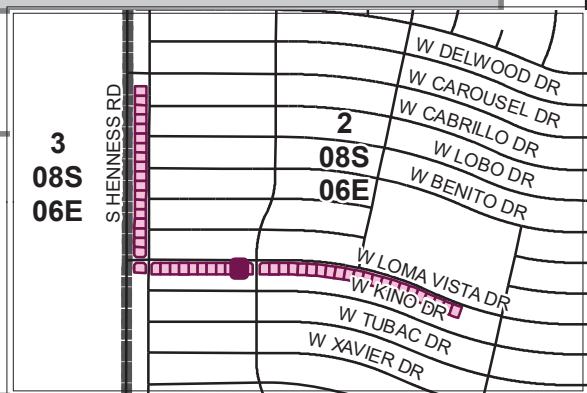 W DELWOOD DR
W CAROUSEL DR
W CABRILLO DR
W LOBO DR
W BENITO DR
2
08S
06E
3
08S
06E
S HENNESS RD
W LOMA VISTA DR
W KINO DR
W TUBAC DR
W XAVIER DR